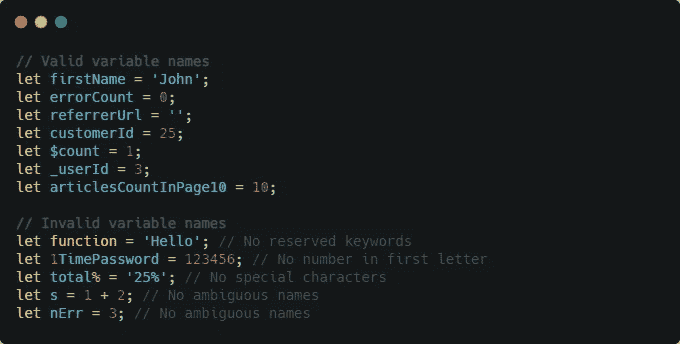 // Valid variable names
let firstName = 'John';
let errorCount = 0;
let referrerUrl = '';
let customerId = 25;
let $count = 1;
let _userId = 3;
let articlesCountInPage10 = 10;
// Invalid variable names
let function = 'Hello'; // No reserved keywords
let 1TimePassword = 123456; // No number in first letter
let total% = '25%'; // No special characters
let s = 1 + 2; // No ambiguous names
let nErr = 3; // No ambiguous names